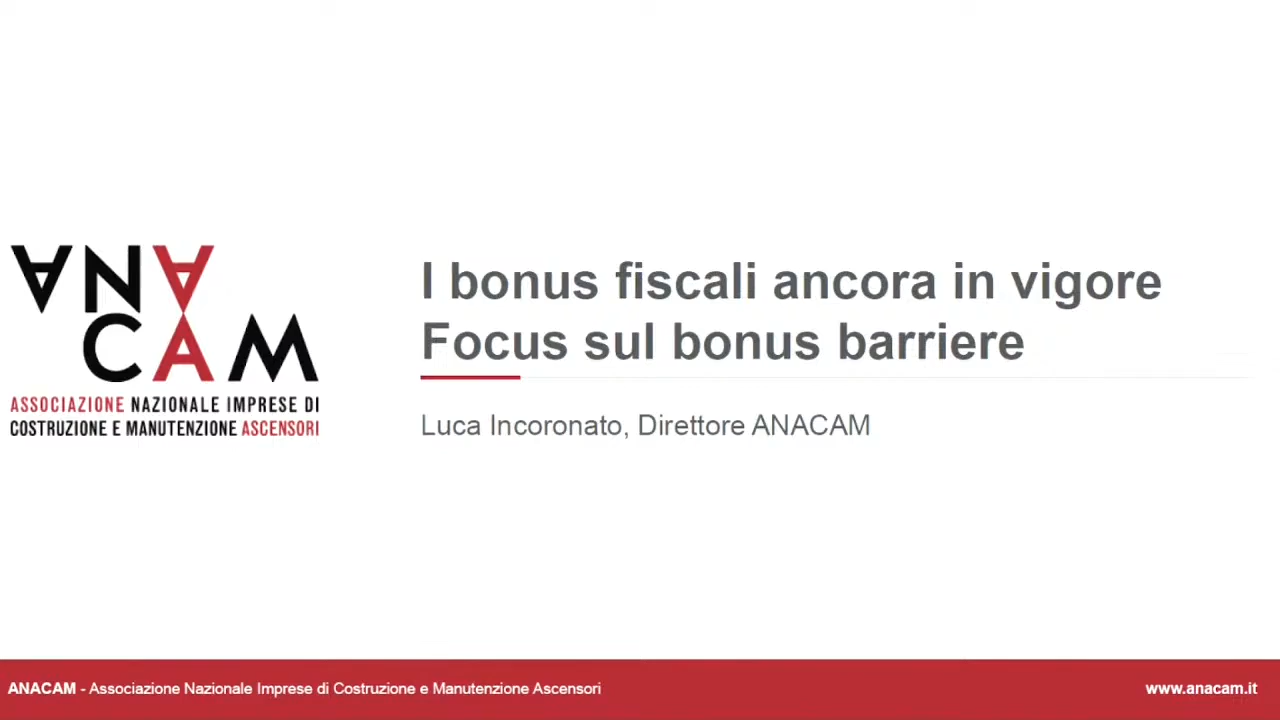 ANA
CAM
ASSOCIAZIONE NAZIONALE IMPRESE DI
COSTRUZIONE E MANUTENZIONE ASCENSORI
I bonus fiscali ancora in vigore
Focus sul bonus barriere
Luca Incoronato, Direttore ANACAM
ANACAM - Associazione Nazionale Imprese di Costruzione e Manutenzione Ascensori
www.anacam.it